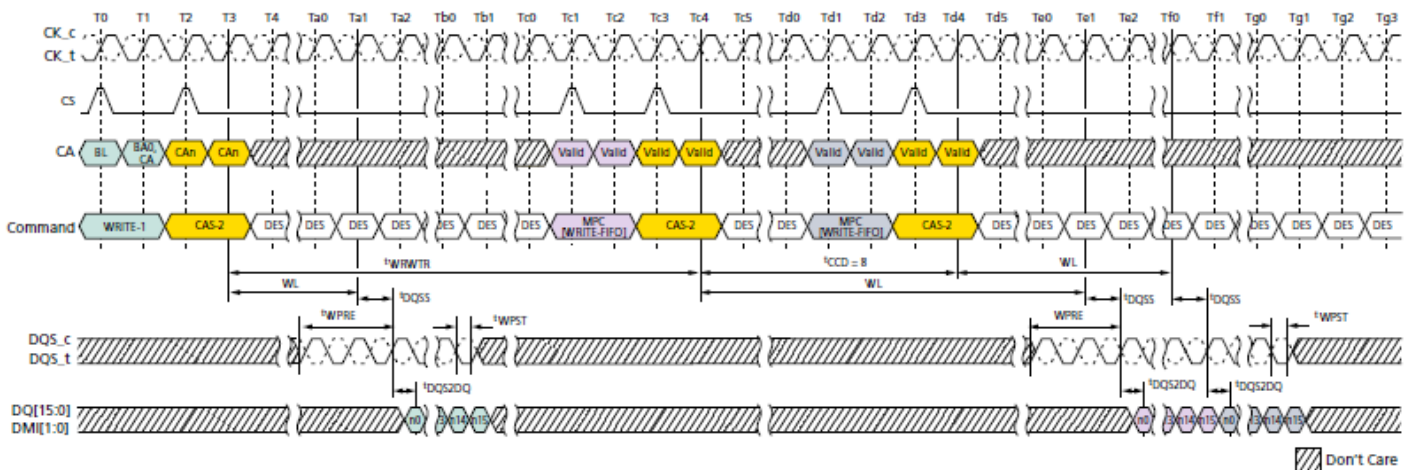 T0 T1 T2 T3 T4 Ta0 Ta1 Ta2 Tb0 Tb1 Tc0 Tc1 Tc2 Tc3 Tc4 Tc5 Td0 Td1 Td2 Td3 Td4 Td5 Te0 Te1 Te2 Tf0 Tf1 Tg0 Tg1 Tg2 Tg3
CK_c
CK_t
CS
CA BL BA0, CA CAn CAn Valid Valid Valid Valid Valid Valid Valid Valid
Command WRITE-1 CAS-2 DES DES DES DES DES DES DES DES MPC [WRITE-FIFO] CAS-2 DES DES DES MPC [WRITE-FIFO] CAS-2 DES DES DES DES DES DES DES DES DES DES
tWRWTR tCCD = 8 WL
WL tDQSS WL tDQSS tDQSS
tWPRE tWPST WPRE tWPST
DQS_c
DQS_t
tDQS2DQ tDQS2DQ tDQS2DQ
DQ[15:0]
DMI[1:0]
n0 n14 n15 n0 n14 n15 n0 n14 n15
Don't Care